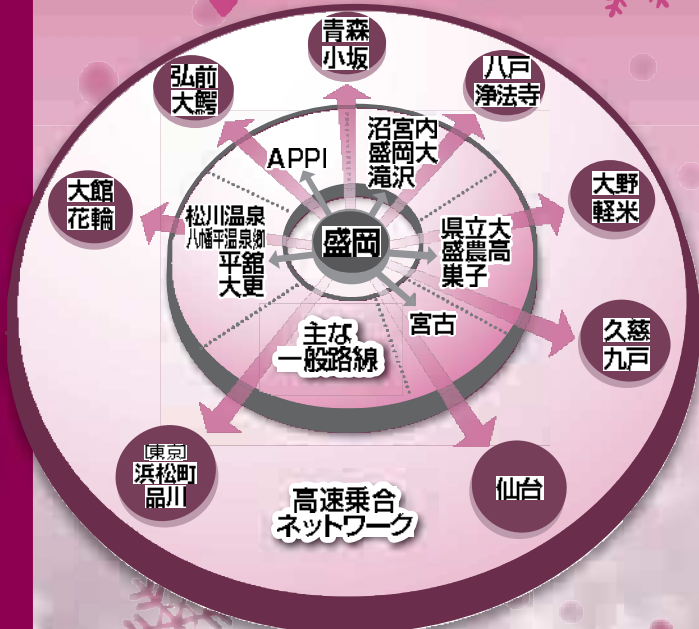 青森
小坂
弘前
大鰐
八戸
浄法寺
大館
花輪
大野
軽米
久慈
九戸
APPI
沼宮内
盛岡大
滝沢
松川温泉
八幡平温泉郷
平舘
大更
盛岡
県立大
盛農高
巣子
宮古
主な
一般路線
[東京]
浜松町
品川
仙台
高速乗合
ネットワーク